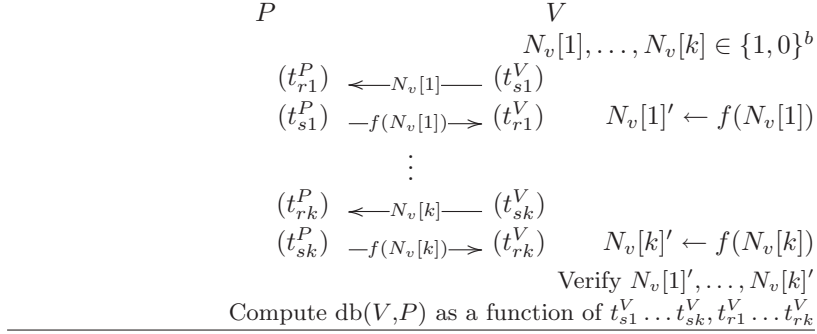 P V
N_v[1], . . . , N_v[k] ∈ {1, 0}^b
(t^P_{r1}) ←N_v[1]— (t^V_{s1})
(t^P_{s1}) —f(N_v[1])→ (t^V_{r1}) N_v[1]′ ← f(N_v[1])
⋮
(t^P_{rk}) ←N_v[k]— (t^V_{sk})
(t^P_{sk}) —f(N_v[k])→ (t^V_{rk}) N_v[k]′ ← f(N_v[k])
Verify N_v[1]′, . . . , N_v[k]′
Compute db(V,P) as a function of t^V_{s1} . . . t^V_{sk}, t^V_{r1} . . . t^V_{rk}